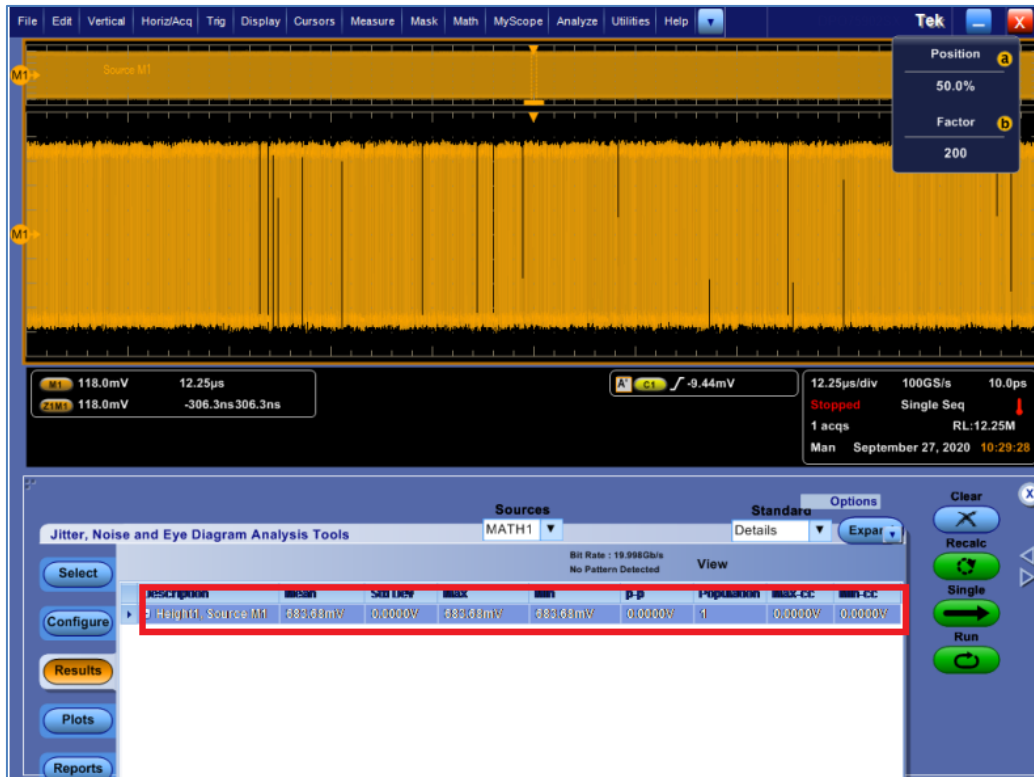 File Edit Vertical Horiz/Acq Trig Display Cursors Measure Mask Math MyScope Analyze Utilities Help Tek X
Position a
50.0%
Factor b
200
M1 Source M1
M1
M1 118.0mV 12.25µs
Z1M1 118.0mV -306.3ns306.3ns
A' C1 -9.44mV
12.25µs/div 100GS/s 10.0ps
Stopped Single Seq
1 acqs RL:12.25M
Man September 27, 2020 10:29:28
Jitter, Noise and Eye Diagram Analysis Tools
Sources
MATH1
Standard
Details
Options
Expan
Bit Rate : 19.998Gb/s
No Pattern Detected
View
Description Mean Std Dev Max Min p-p Population Max-cc Min-cc
Height1, Source M1 683.68mV 0.0000V 683.68mV 683.68mV 0.0000V 1 0.0000V 0.0000V
Select
Configure
Results
Plots
Reports
Clear
Recalc
Single
Run
X